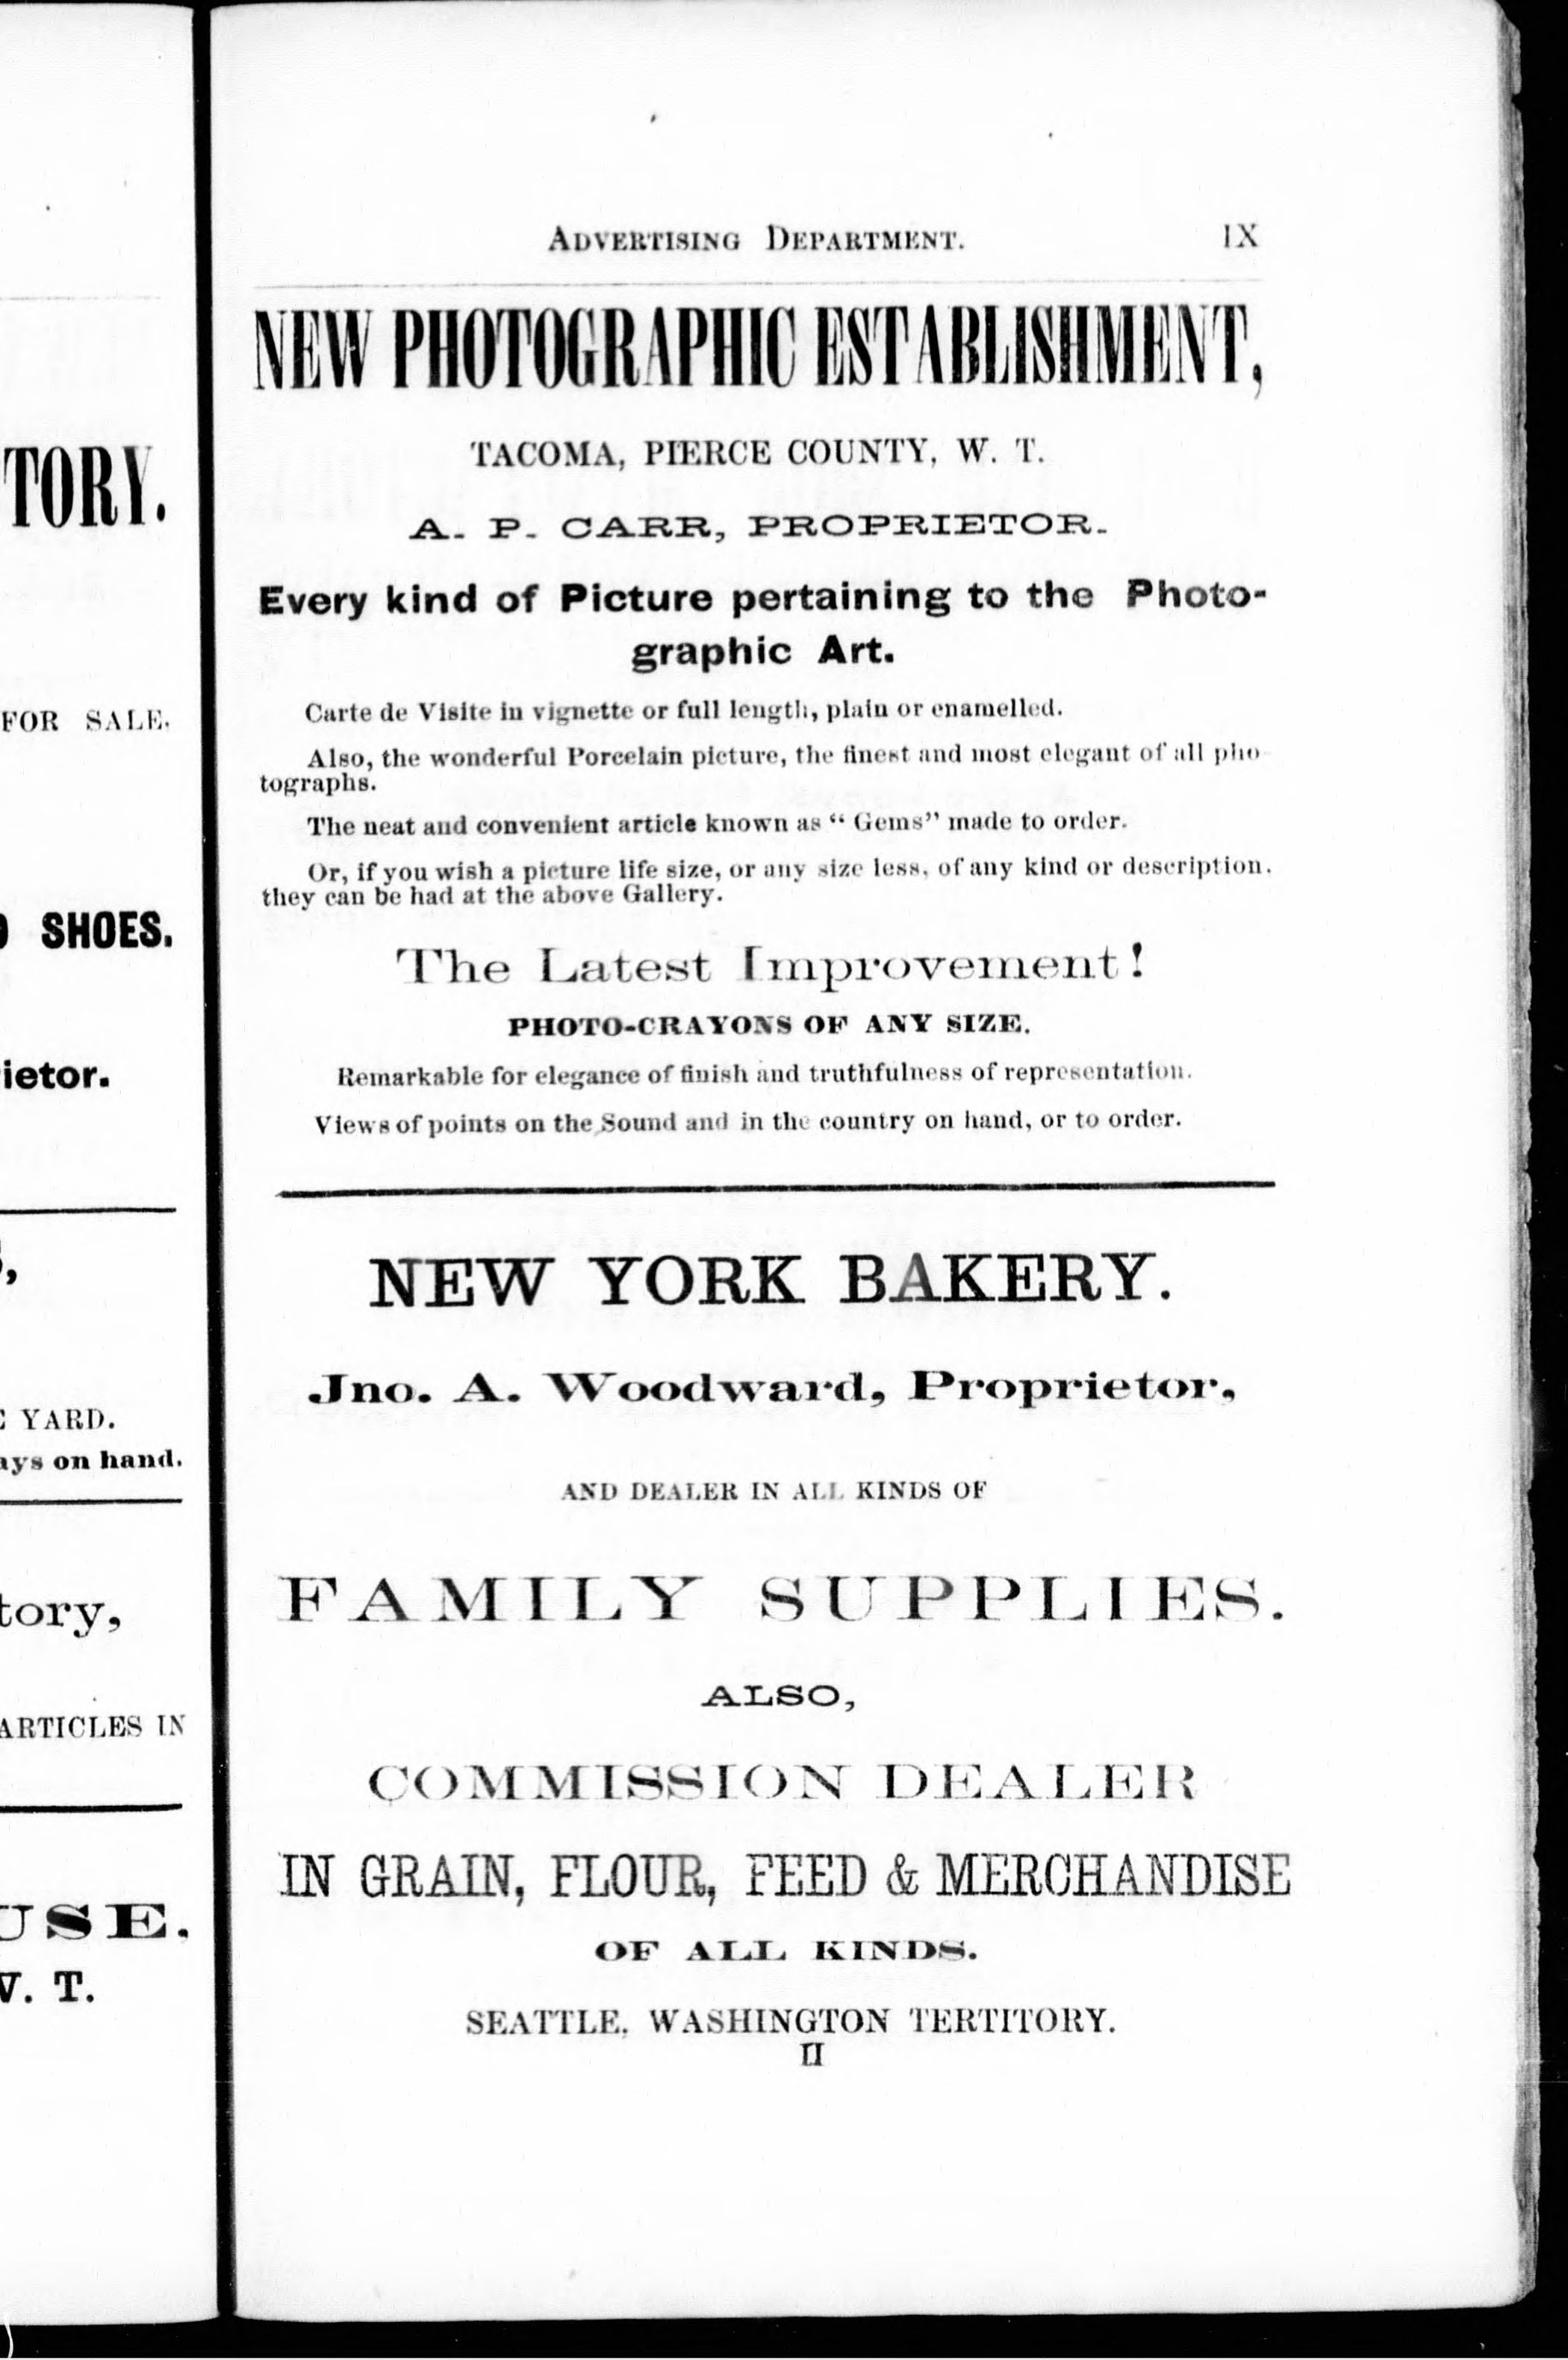 TORY.
FOR SALE.
SHOES.
ietor.
YARD.
ays on hand.
tory,
ARTICLES IN
USE.
T.
ADVERTISING DEPARTMENT. IX
NEW PHOTOGRAPHIC ESTABLISHMENT,
TACOMA, PIERCE COUNTY, W. T.
A. P. CARR, PROPRIETOR.
Every kind of Picture pertaining to the Photo-
graphic Art.
Carte de Visite in vignette or full length, plain or enamelled.
Also, the wonderful Porcelain picture, the finest and most elegant of all pho
tographs.
The neat and convenient article known as “ Gems” made to order.
Or, if you wish a picture life size, or any size less, of any kind or description.
they can be had at the above Gallery.
The Latest Improvement!
PHOTO-CRAYONS OF ANY SIZE.
Remarkable for elegance of finish and truthfulness of representation.
Views of points on the Sound and in the country on hand, or to order.
NEW YORK BAKERY.
Jno. A. Woodward, Proprietor,
AND DEALER IN ALL KINDS OF
FAMILY SUPPLIES.
ALSO,
COMMISSION DEALER
IN GRAIN, FLOUR, FEED & MERCHANDISE
OF ALL KINDS.
SEATTLE, WASHINGTON TERTITORY.
II